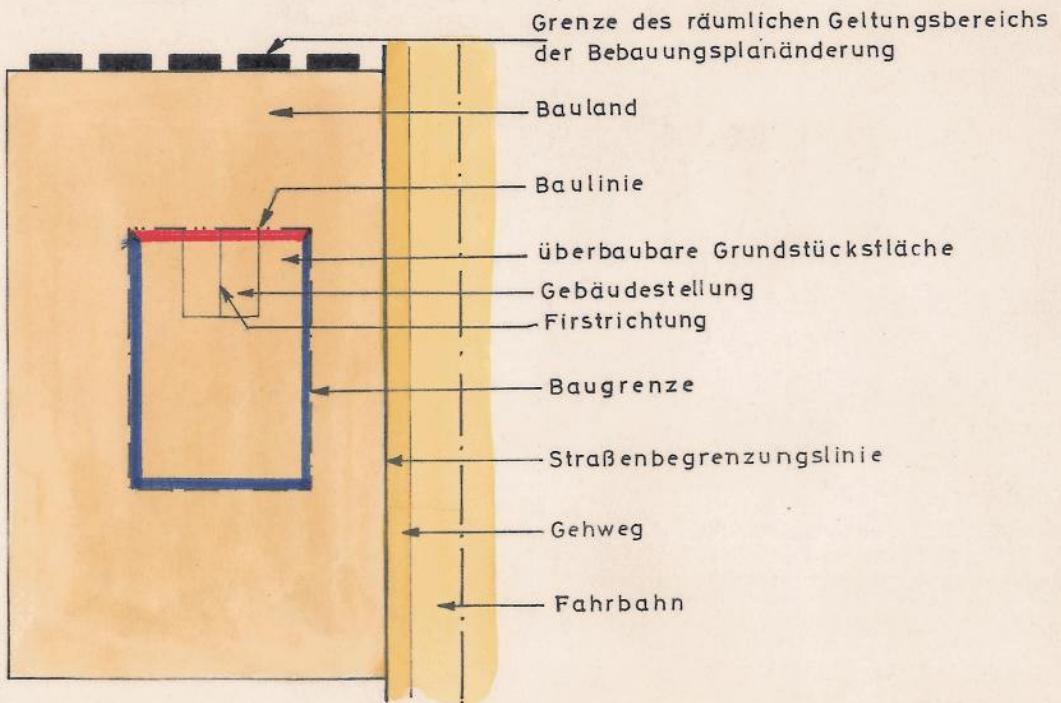 Grenze des räumlichen Geltungsbereichs
der Bebauungsplanänderung
Bauland
Baulinie
überbaubare Grundstücksfläche
Gebäudestellung
Firstrichtung
Baugrenze
Straßenbegrenzungslinie
Gehweg
Fahrbahn